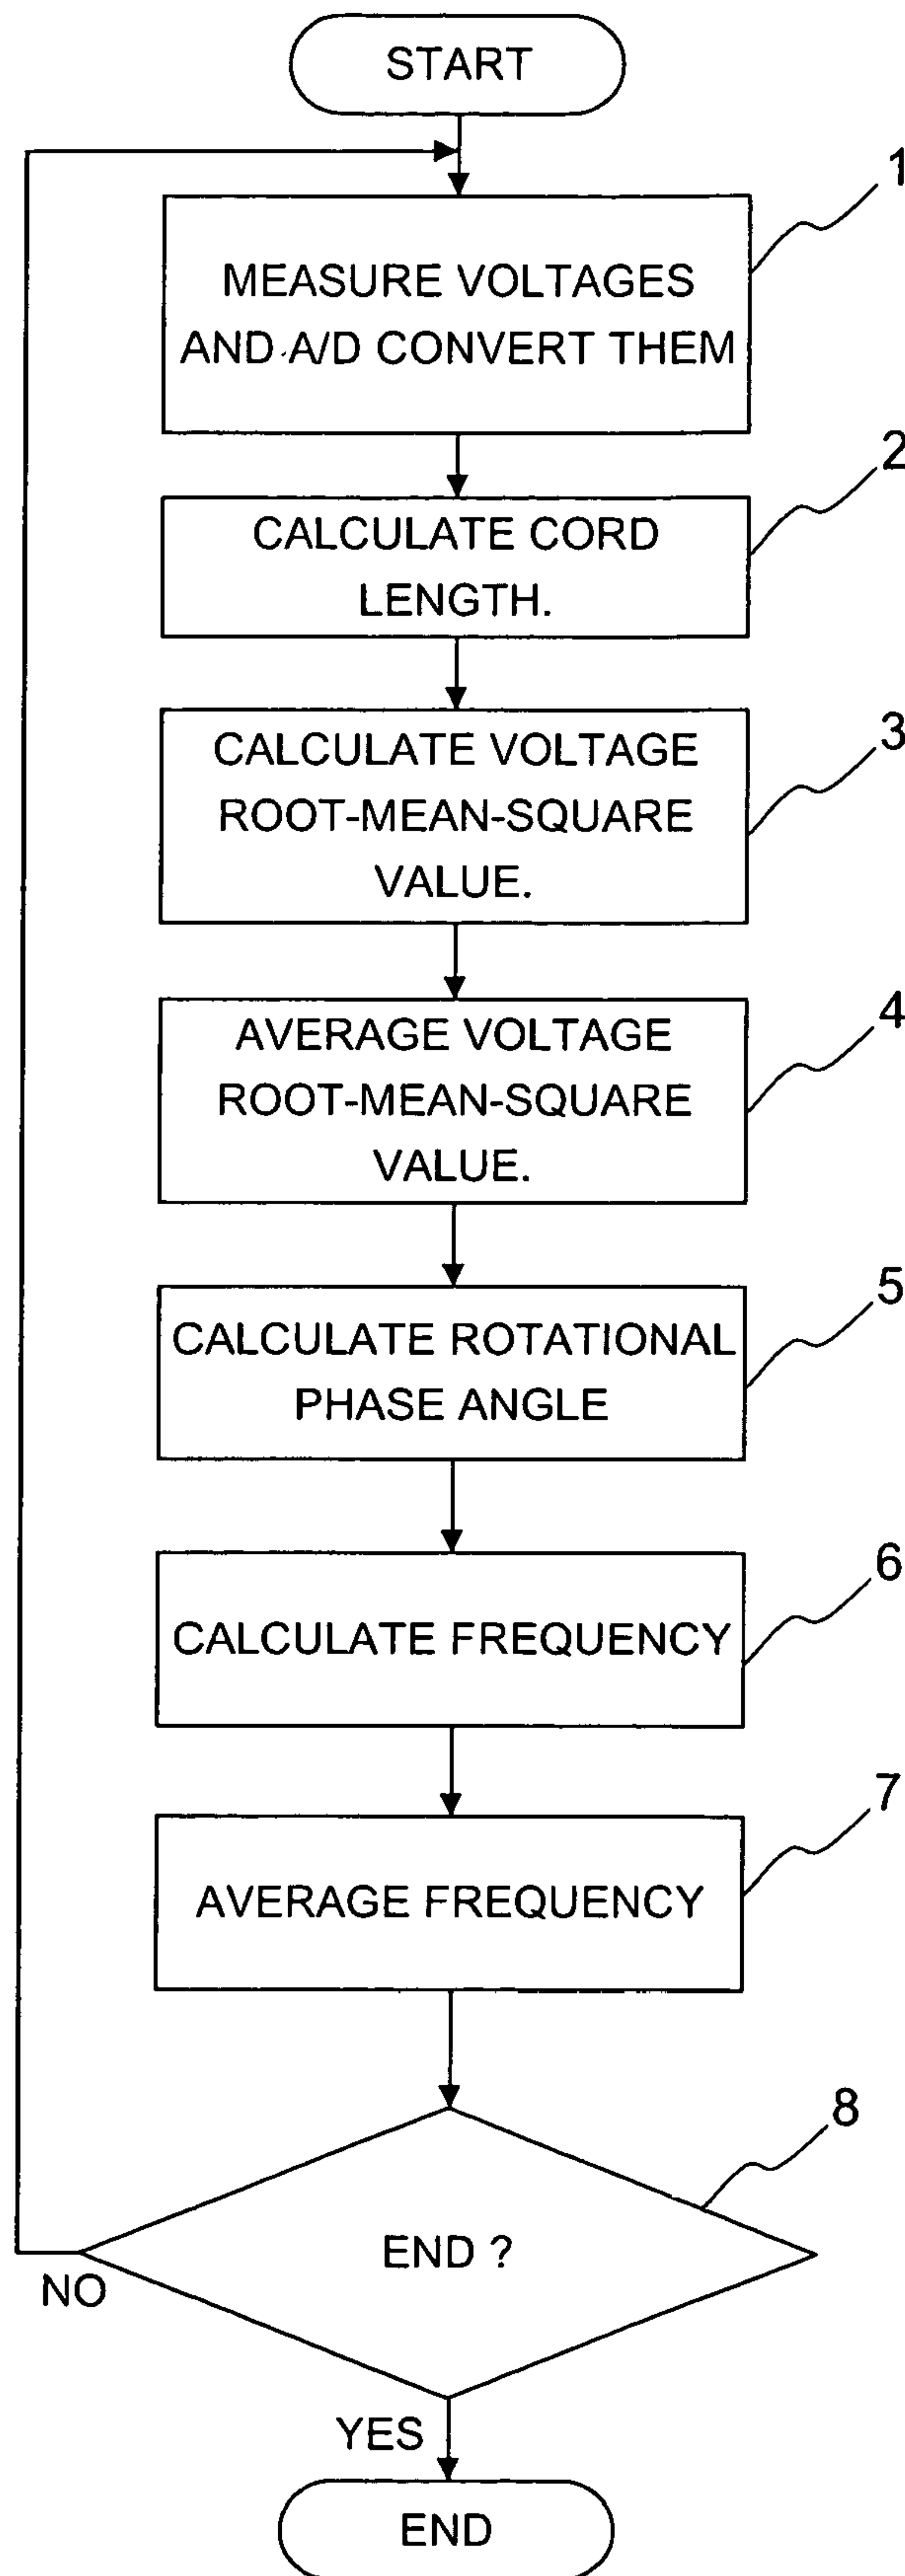 START
1
MEASURE VOLTAGES
AND A/D CONVERT THEM
2
CALCULATE CORD
LENGTH.
3
CALCULATE VOLTAGE
ROOT-MEAN-SQUARE
VALUE.
4
AVERAGE VOLTAGE
ROOT-MEAN-SQUARE
VALUE.
5
CALCULATE ROTATIONAL
PHASE ANGLE
6
CALCULATE FREQUENCY
7
AVERAGE FREQUENCY
8
END ?
NO
YES
END